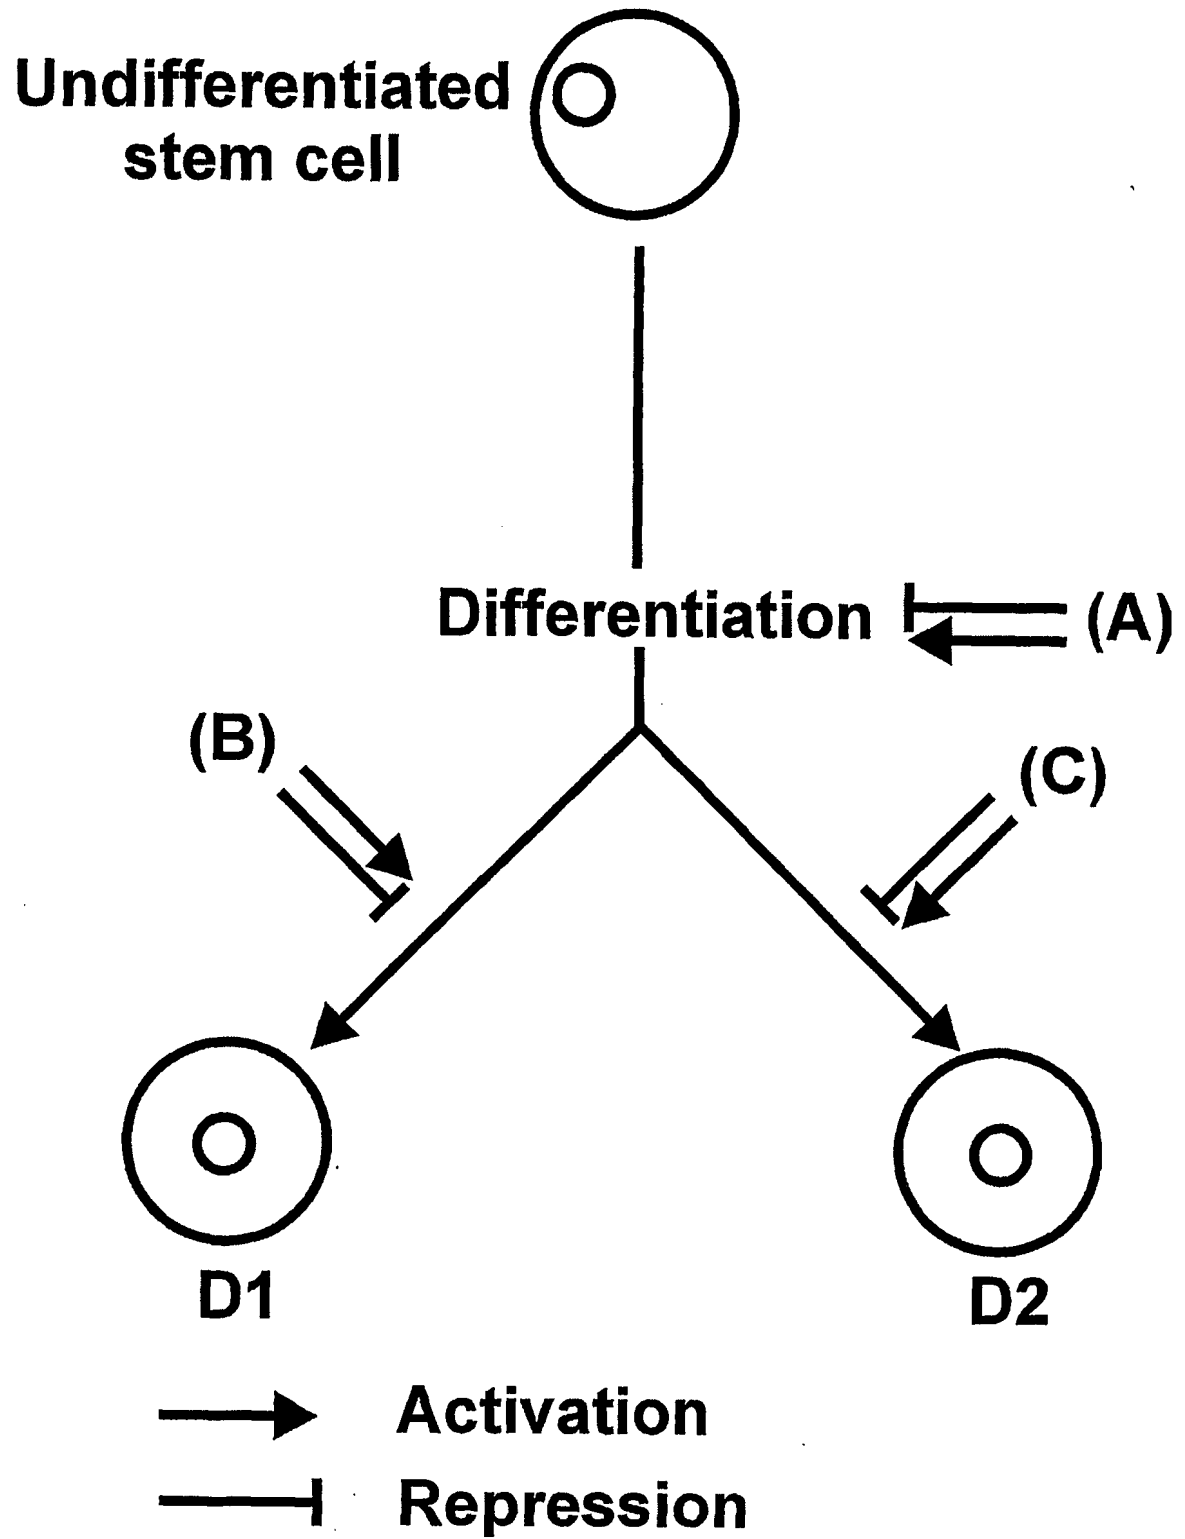 Undifferentiated
stem cell
Differentiation
(A)
(B)
(C)
D1
D2
Activation
Repression